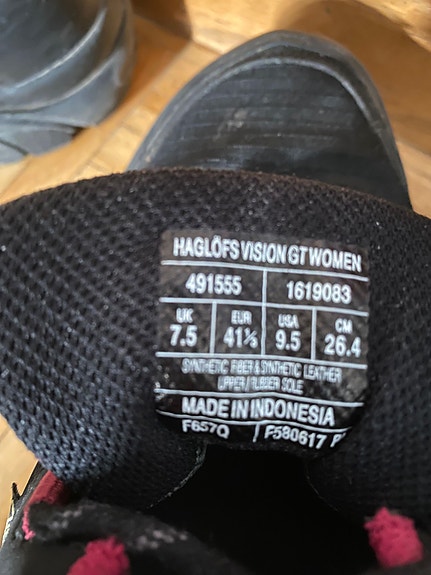 HAGLÖFS VISION GT WOMEN
491555 1619083
UK EUR USA CM
7.5 41⅓ 9.5 26.4
SYNTHETIC FIBER & SYNTHETIC LEATHER
UPPER / RUBBER SOLE
MADE IN INDONESIA
F657Q F580617